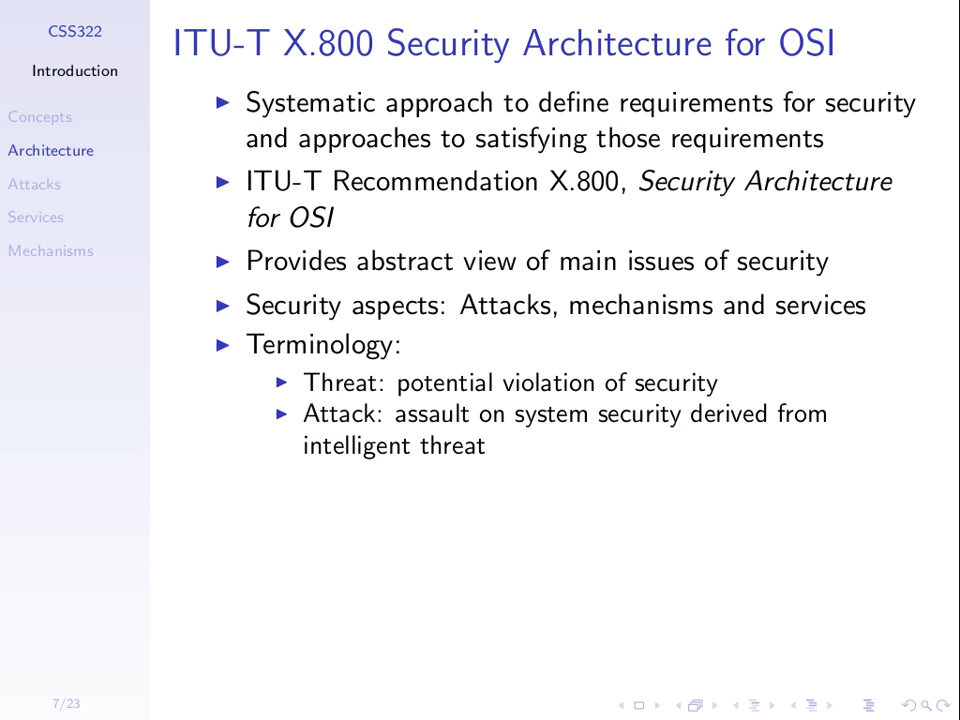 CSS322
Introduction
Concepts
Architecture
Attacks
Services
Mechanisms
7/23
ITU-T X.800 Security Architecture for OSI
Systematic approach to define requirements for security
and approaches to satisfying those requirements
ITU-T Recommendation X.800, Security Architecture
for OSI
Provides abstract view of main issues of security
Security aspects: Attacks, mechanisms and services
Terminology:
Threat: potential violation of security
Attack: assault on system security derived from
intelligent threat